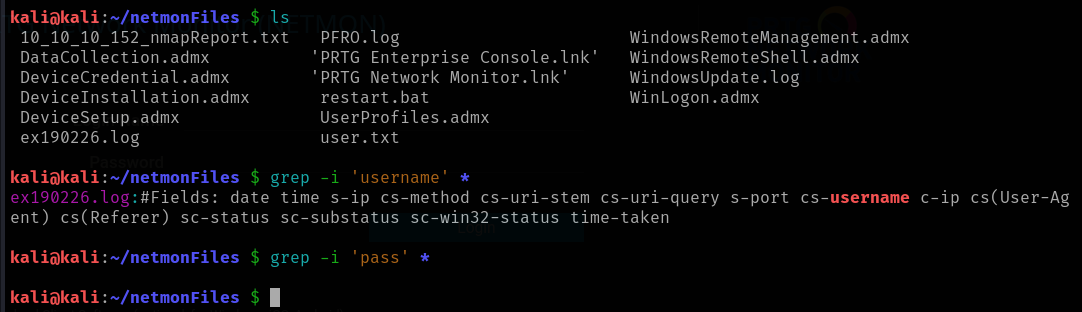 kali@kali:~/netmonFiles $ ls
10_10_10_152_nmapReport.txt PFRO.log WindowsRemoteManagement.admx
DataCollection.admx 'PRTG Enterprise Console.lnk' WindowsRemoteShell.admx
DeviceCredential.admx 'PRTG Network Monitor.lnk' WindowsUpdate.log
DeviceInstallation.admx restart.bat WinLogon.admx
DeviceSetup.admx UserProfiles.admx
ex190226.log user.txt
Password
kali@kali:~/netmonFiles $ grep -i 'username' *
ex190226.log:#Fields: date time s-ip cs-method cs-uri-stem cs-uri-query s-port cs-username c-ip cs(User-Ag
ent) cs(Referer) sc-status sc-substatus sc-win32-status time-taken
Login
kali@kali:~/netmonFiles $ grep -i 'pass' *
kali@kali:~/netmonFiles $